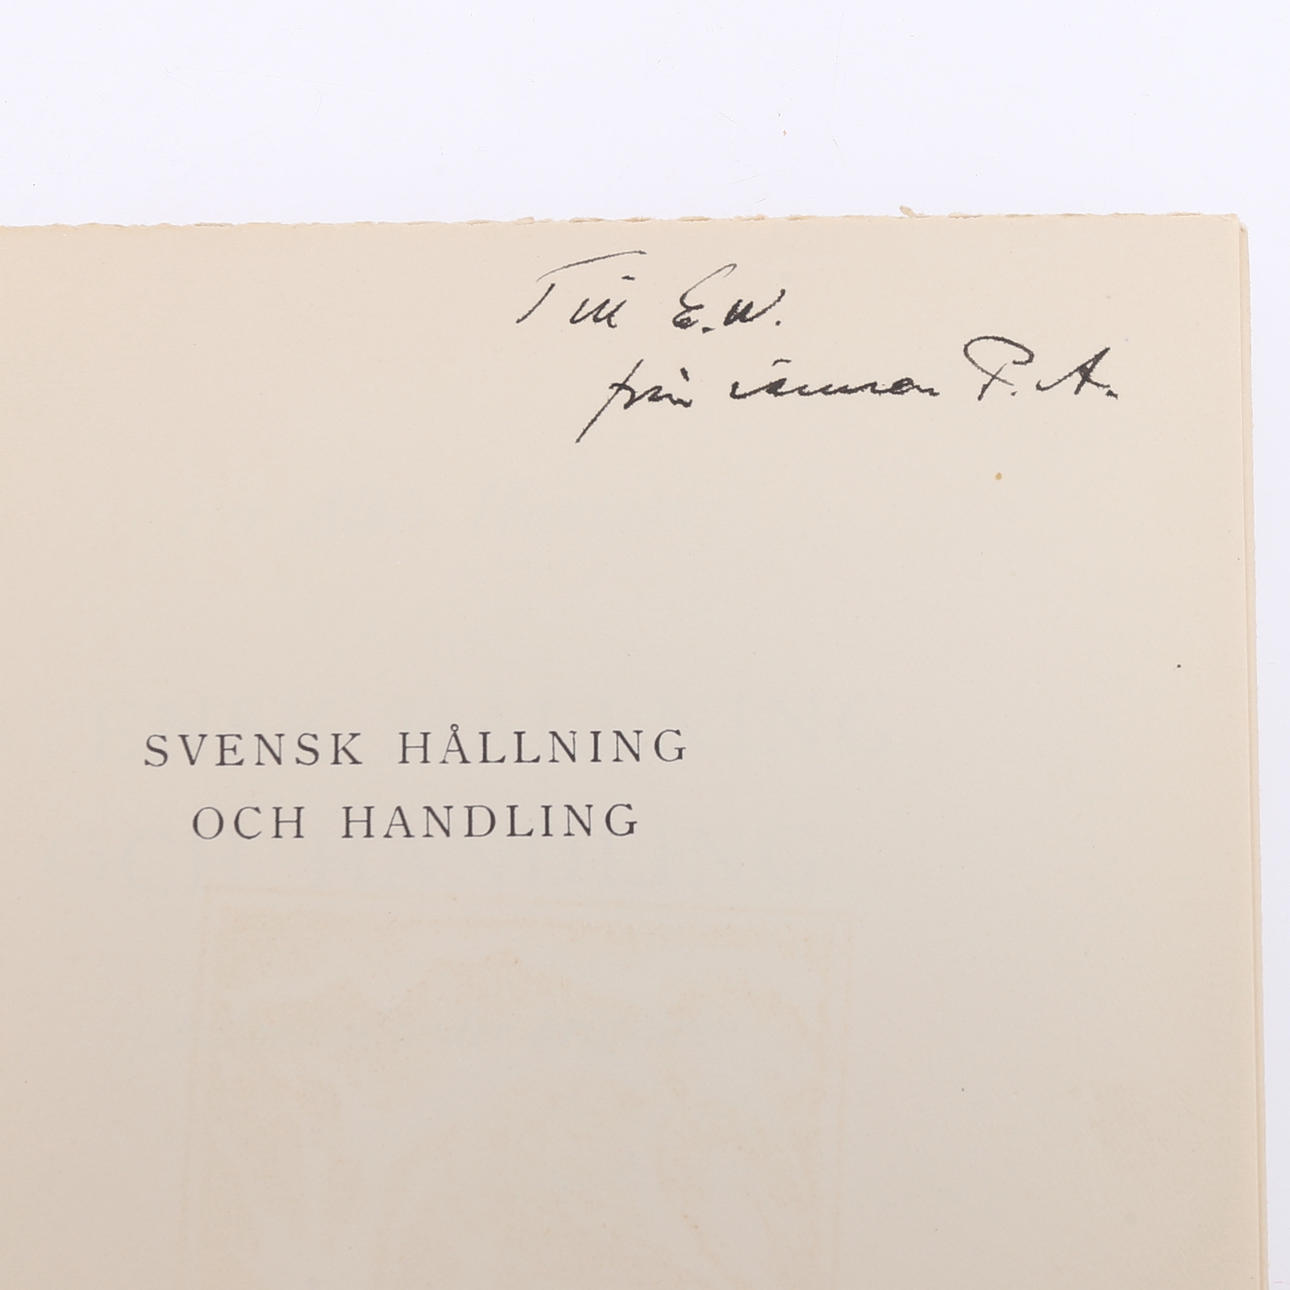 Till E.W.
från vännen P. A.
SVENSK HÅLLNING
OCH HANDLING